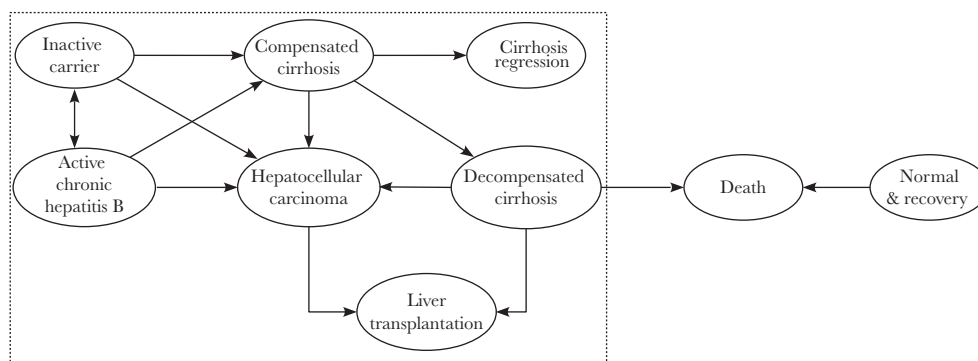 Inactive
carrier
Compensated
cirrhosis
Cirrhosis
regression
Active
chronic
hepatitis B
Hepatocellular
carcinoma
Decompensated
cirrhosis
Death
Normal
& recovery
Liver
transplantation